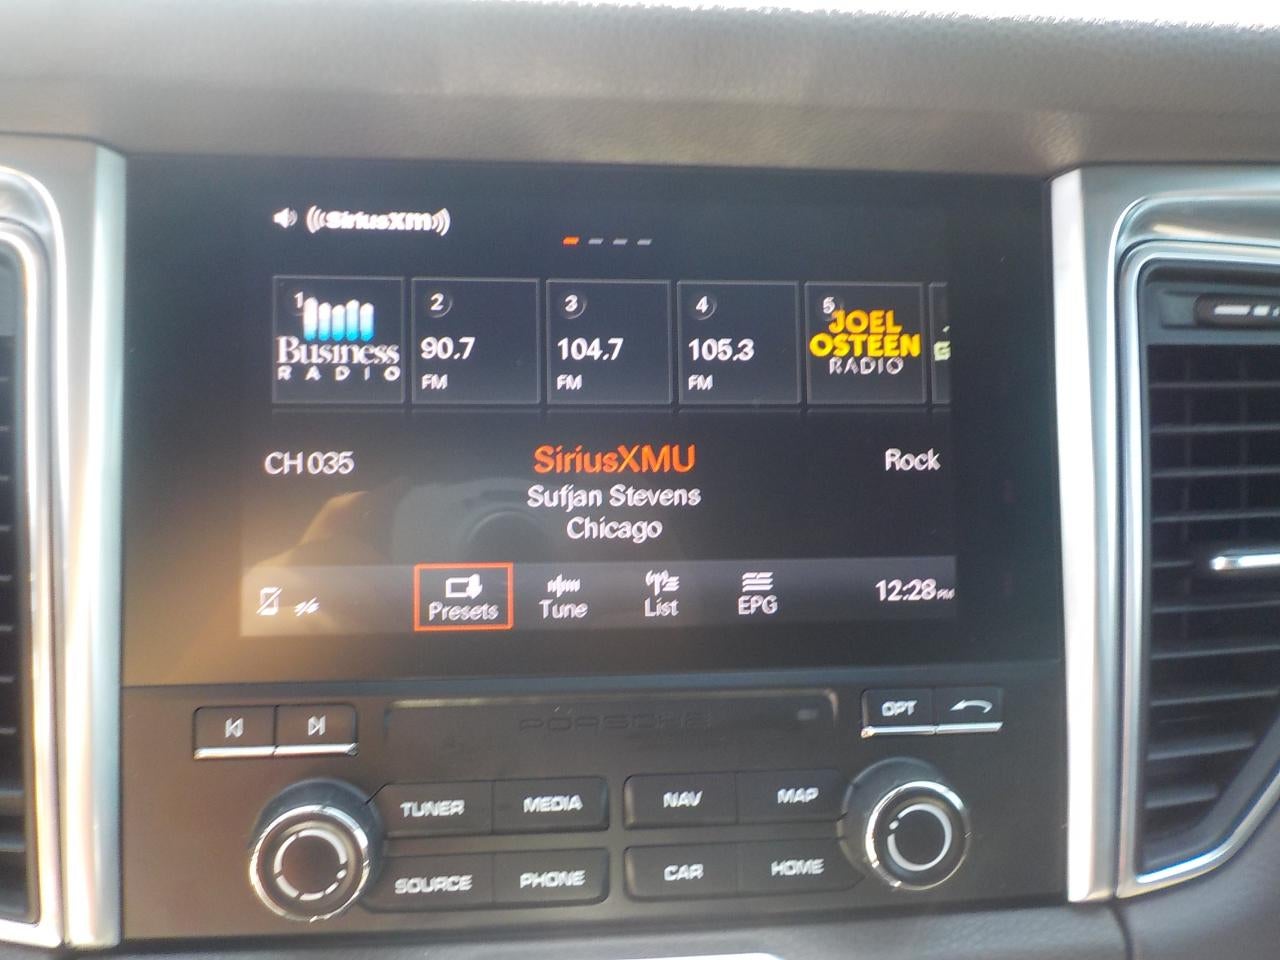 ((SiriusXM))
1
Business
RADIO
2
90.7
FM
3
104.7
FM
4
105.3
FM
5
JOEL
OSTEEN
RADIO
CH 035
SiriusXMU
Rock
Sufjan Stevens
Chicago
Presets
Tune
List
EPG
12:28PM
PORSCHE
OPT
TUNER
MEDIA
NAV
MAP
SOURCE
PHONE
CAR
HOME